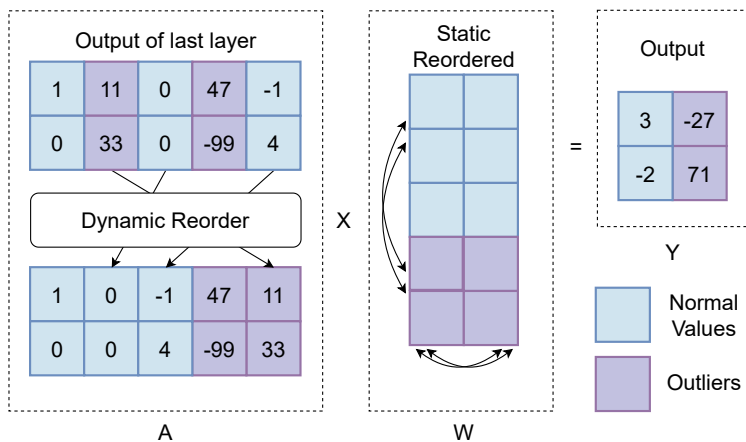 Output of last layer
1 11 0 47 -1
0 33 0 -99 4
Dynamic Reorder
1 0 -1 47 11
0 0 4 -99 33
A
X
Static
Reordered
W
=
Output
3 -27
-2 71
Y
Normal
Values
Outliers